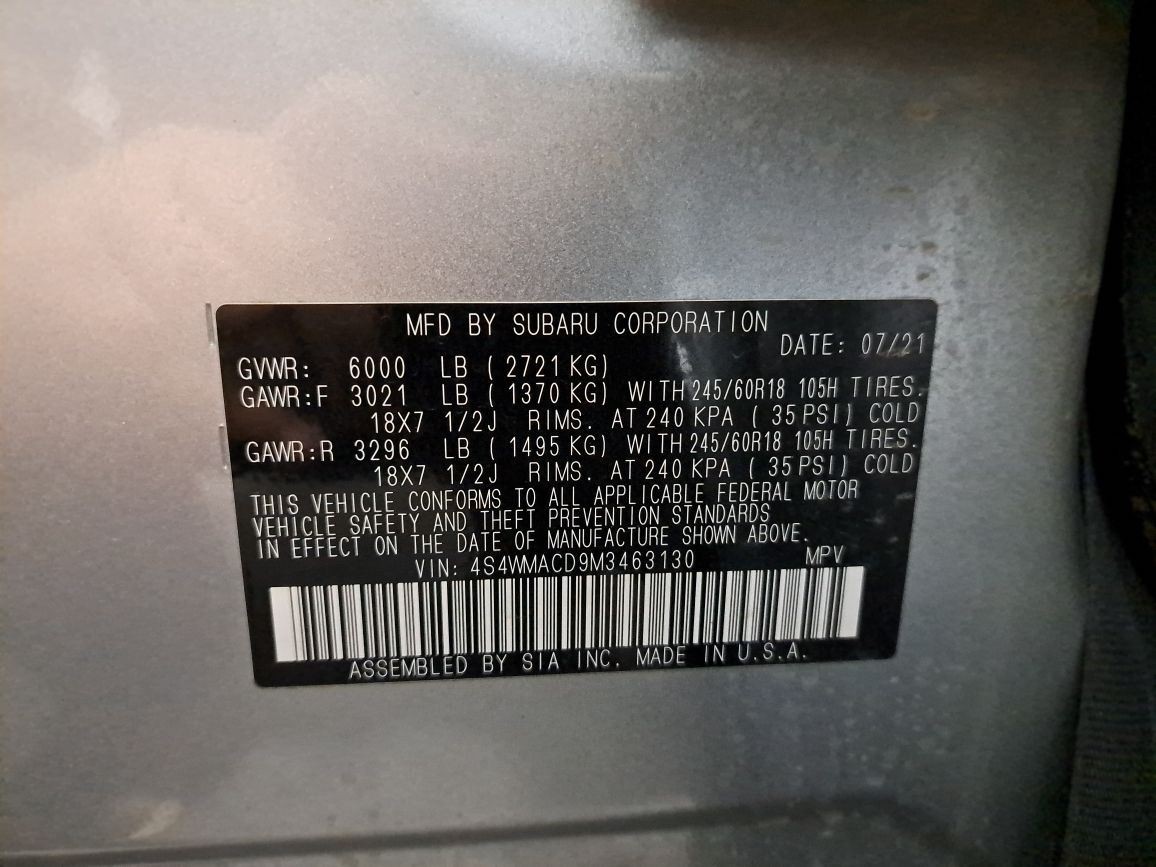 MFD BY SUBARU CORPORATION
DATE: 07/21
GVWR: 6000 LB ( 2721 KG)
GAWR:F 3021 LB ( 1370 KG) WITH 245/60R18 105H TIRES.
18X7 1/2J RIMS. AT 240 KPA ( 35 PSI) COLD
GAWR:R 3296 LB ( 1495 KG) WITH 245/60R18 105H TIRES.
18X7 1/2J RIMS. AT 240 KPA ( 35 PSI) COLD
THIS VEHICLE CONFORMS TO ALL APPLICABLE FEDERAL MOTOR
VEHICLE SAFETY AND THEFT PREVENTION STANDARDS
IN EFFECT ON THE DATE OF MANUFACTURE SHOWN ABOVE.
VIN: 4S4WMACD9M3463130 MPV
ASSEMBLED BY SIA INC. MADE IN U.S.A.